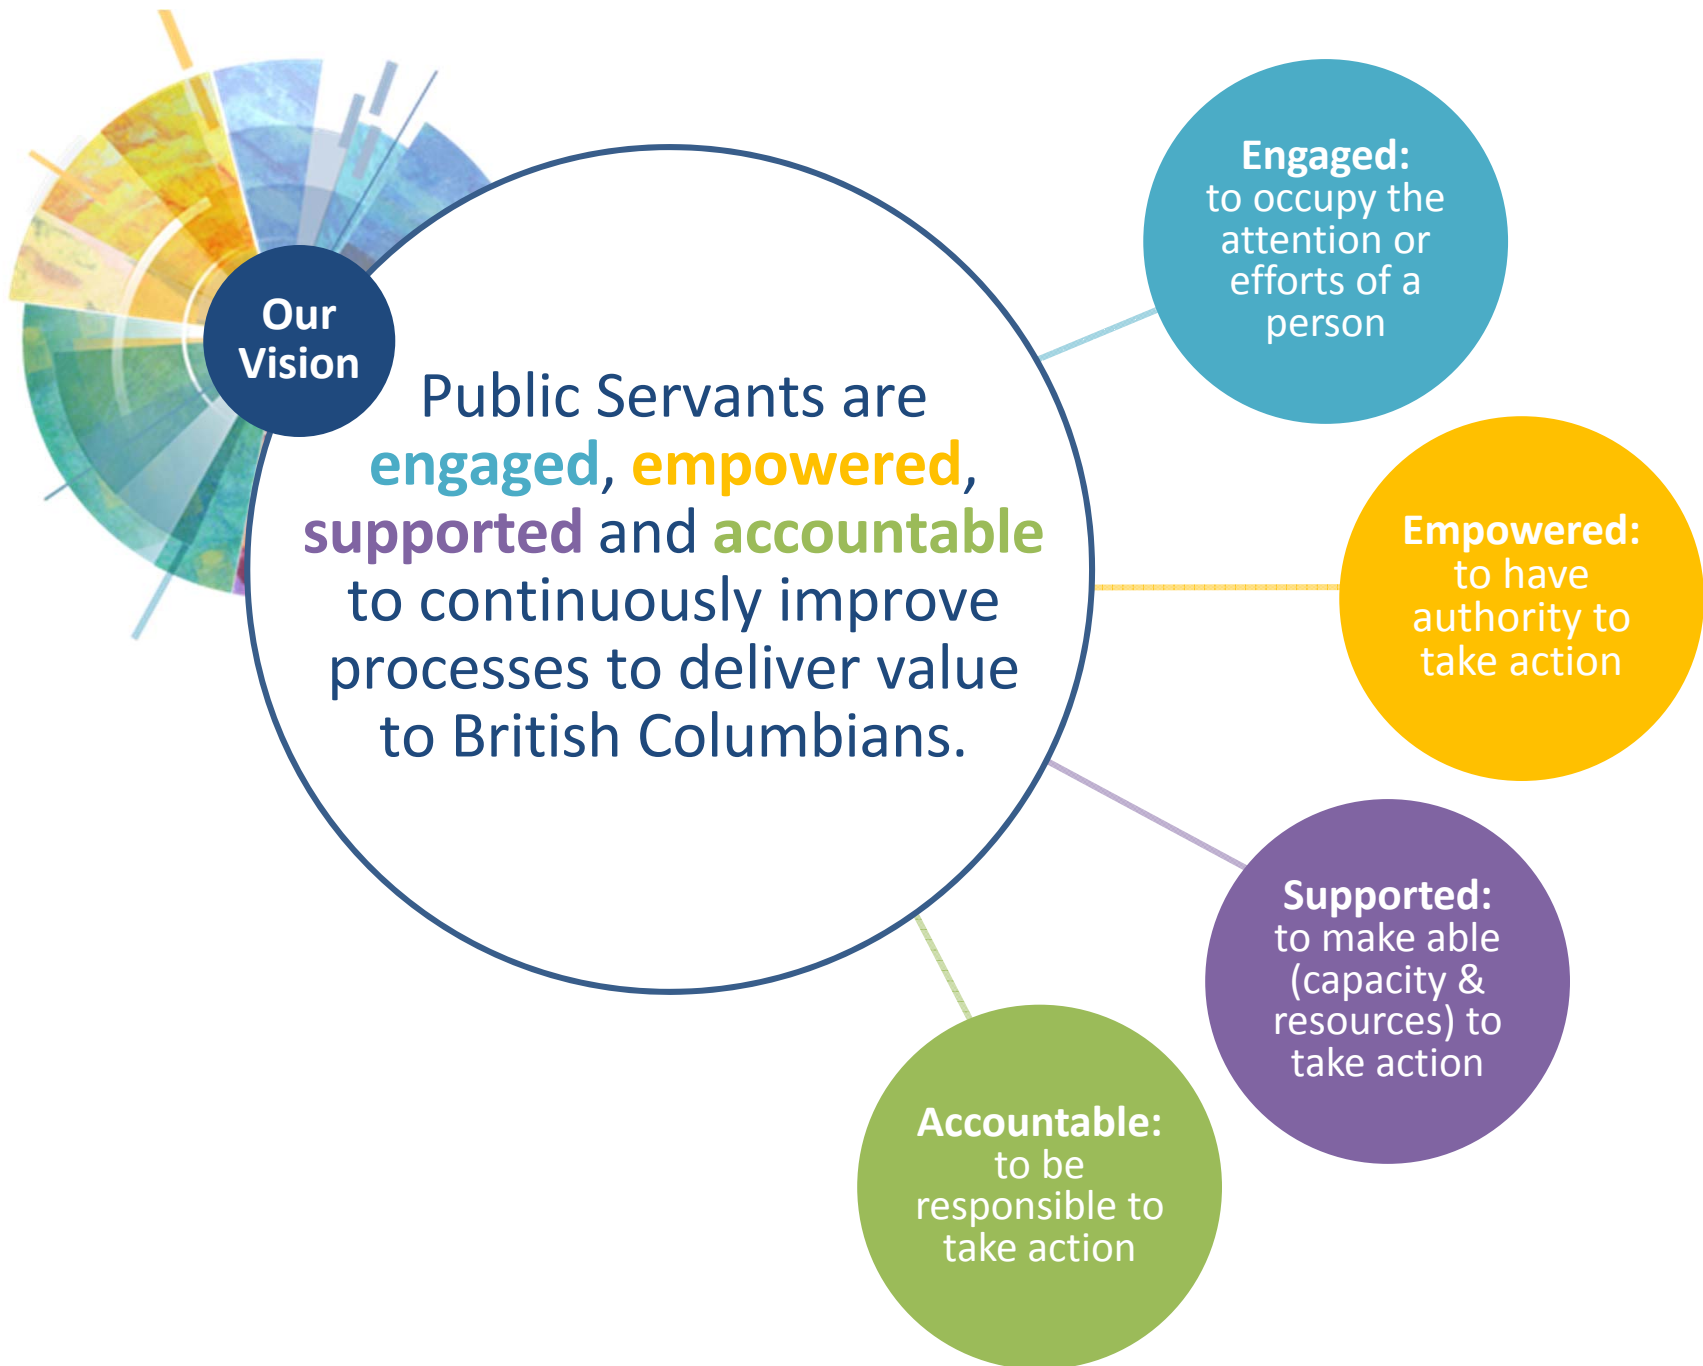 Our
Vision
Public Servants are
engaged, empowered,
supported and accountable
to continuously improve
processes to deliver value
to British Columbians.
Engaged:
to occupy the
attention or
efforts of a
person
Empowered:
to have
authority to
take action
Supported:
to make able
(capacity &
resources) to
take action
Accountable:
to be
responsible to
take action